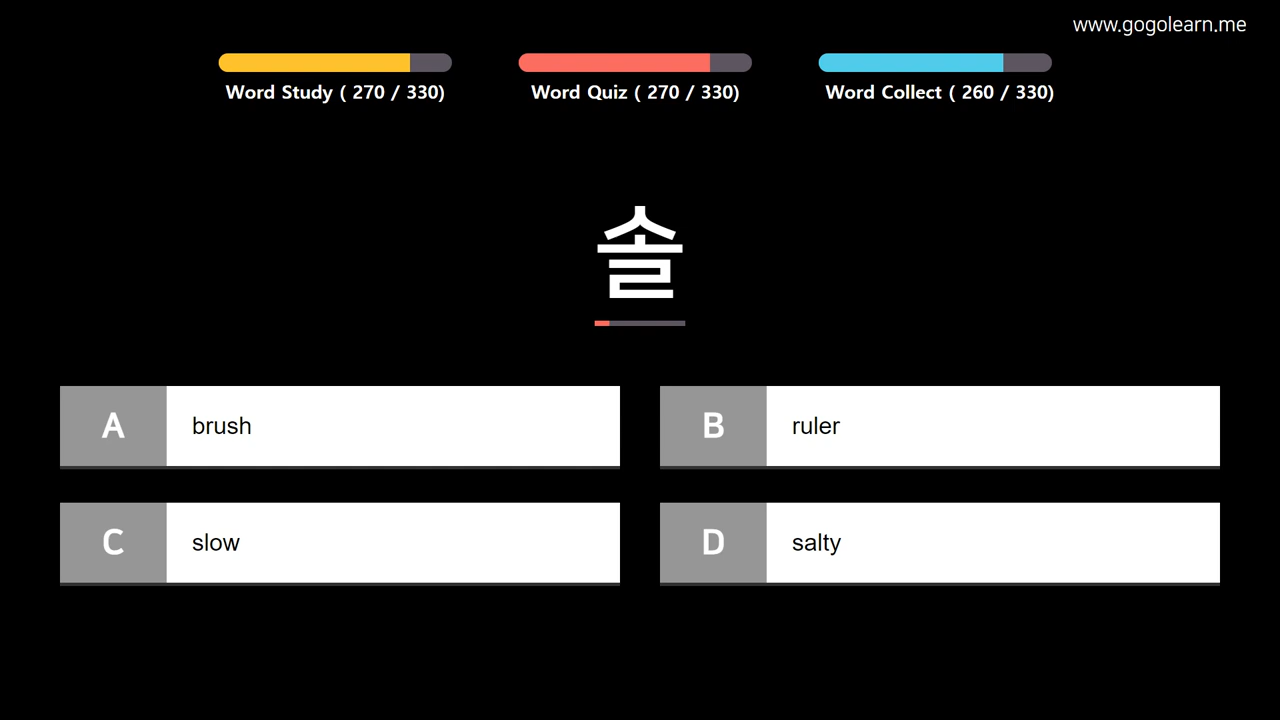 www.gogolearn.me
Word Study ( 270 / 330)
Word Quiz ( 270 / 330)
Word Collect ( 260 / 330)
솔
A brush
B ruler
C slow
D salty